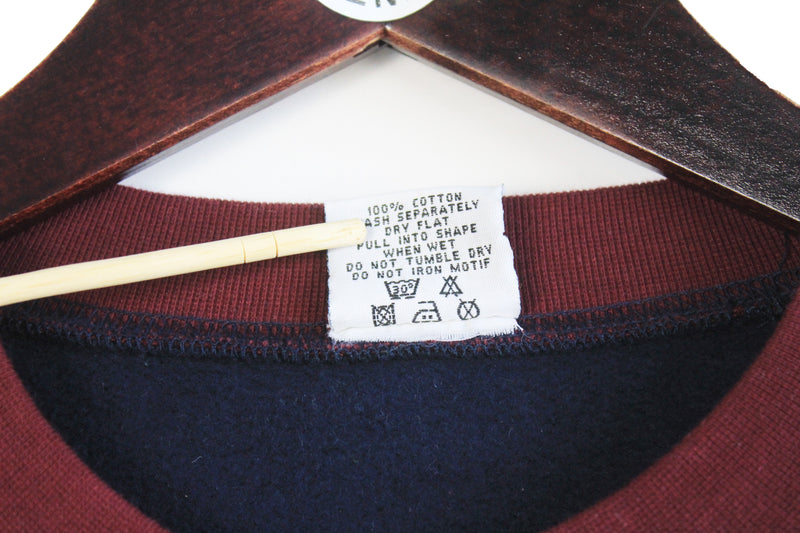 100% COTTON
ASH SEPARATELY
DRY FLAT
PULL INTO SHAPE
WHEN WET
DO NOT TUMBLE DRY
DO NOT IRON MOTIF
30°